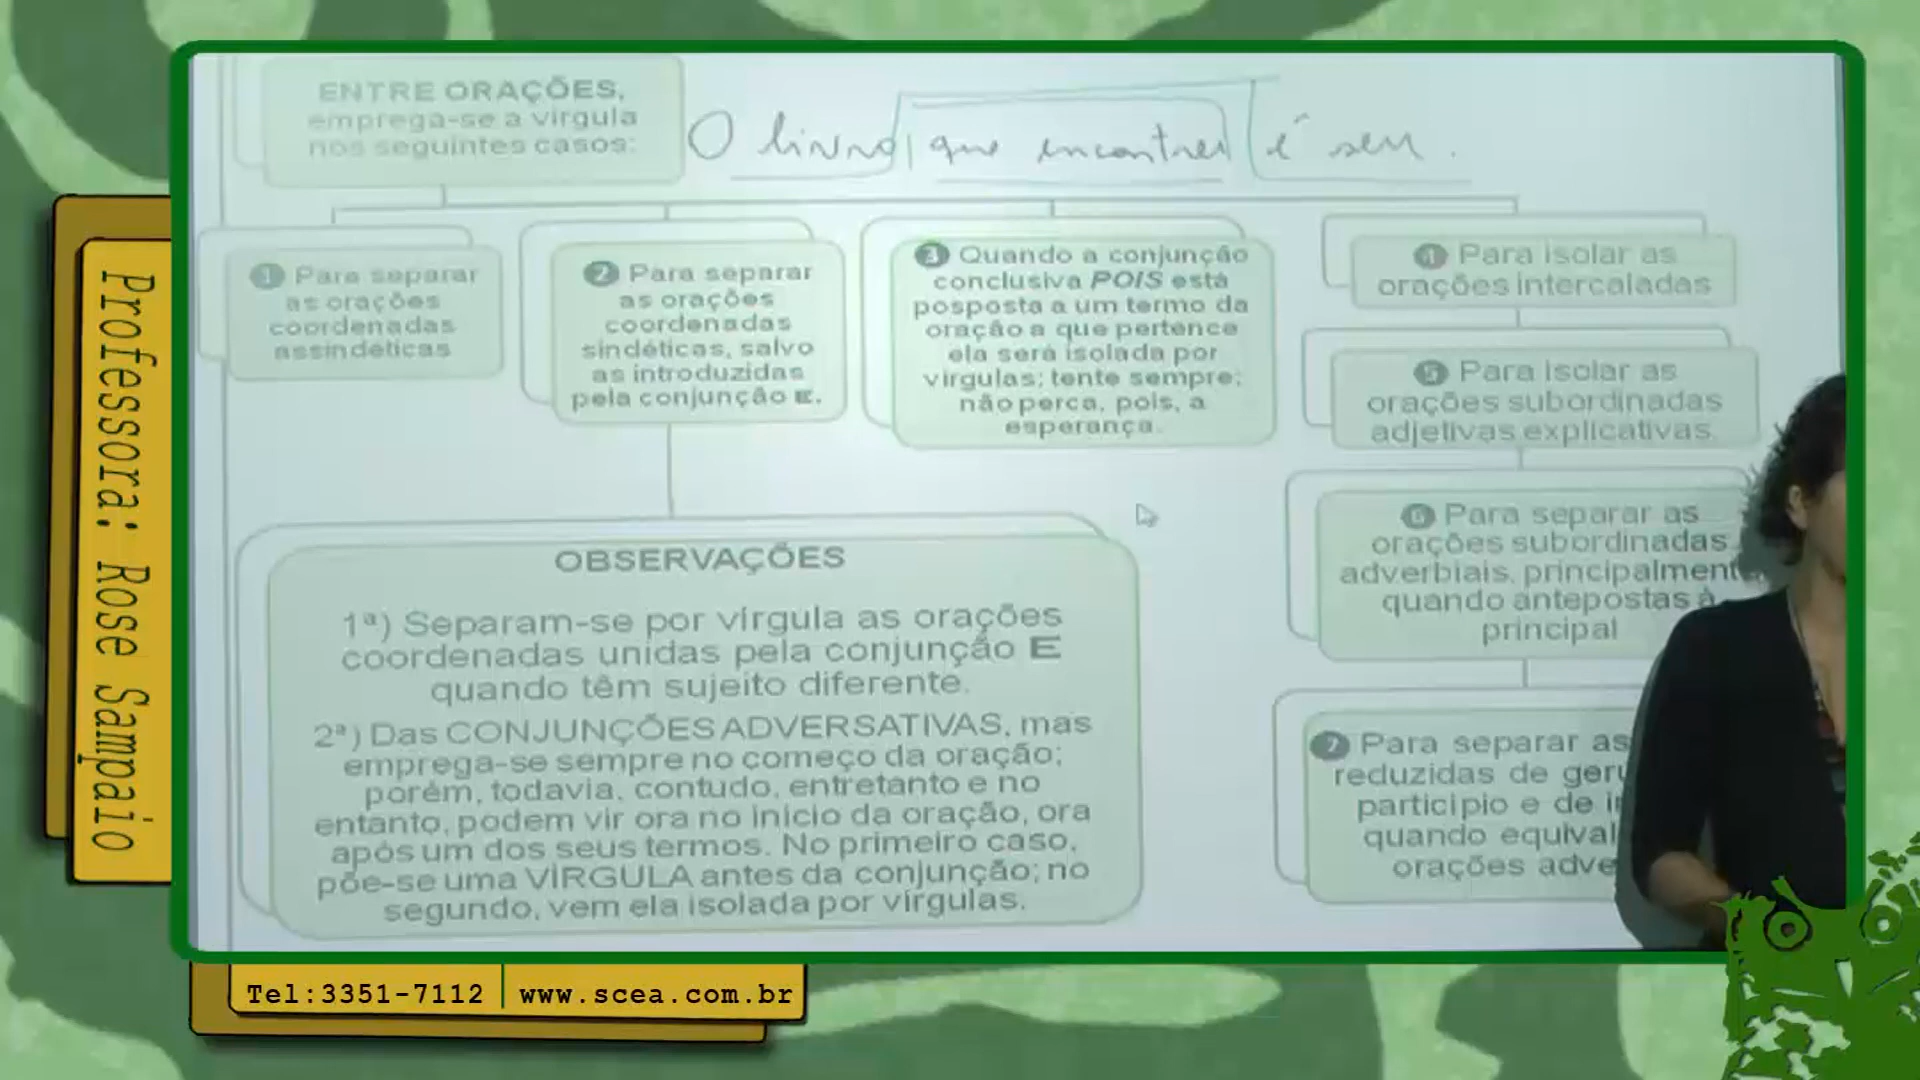 ENTRE ORAÇÕES,
emprega-se a vírgula
nos seguintes casos:
O livro, que encontrei é seu.
1 Para separar
as orações
coordenadas
assindéticas
2 Para separar
as orações
coordenadas
sindéticas, salvo
as introduzidas
pela conjunção E.
3 Quando a conjunção
conclusiva POIS está
posposta a um termo da
oração a que pertence
ela será isolada por
vírgulas: tente sempre;
não perca, pois, a
esperança.
4 Para isolar as
orações intercaladas
5 Para isolar as
orações subordinadas
adjetivas explicativas.
6 Para separar as
orações subordinadas
adverbiais, principalment
quando antepostas à
principal
7 Para separar as
reduzidas de geru
particípio e de i
quando equival
orações adve
OBSERVAÇÕES
1ª) Separam-se por vírgula as orações
coordenadas unidas pela conjunção E
quando têm sujeito diferente.
2ª) Das CONJUNÇÕES ADVERSATIVAS, mas
emprega-se sempre no começo da oração;
porém, todavia, contudo, entretanto e no
entanto, podem vir ora no início da oração, ora
após um dos seus termos. No primeiro caso,
põe-se uma VÍRGULA antes da conjunção; no
segundo, vem ela isolada por vírgulas.
Professora: Rose Sampaio
Tel:3351-7112 www.scea.com.br